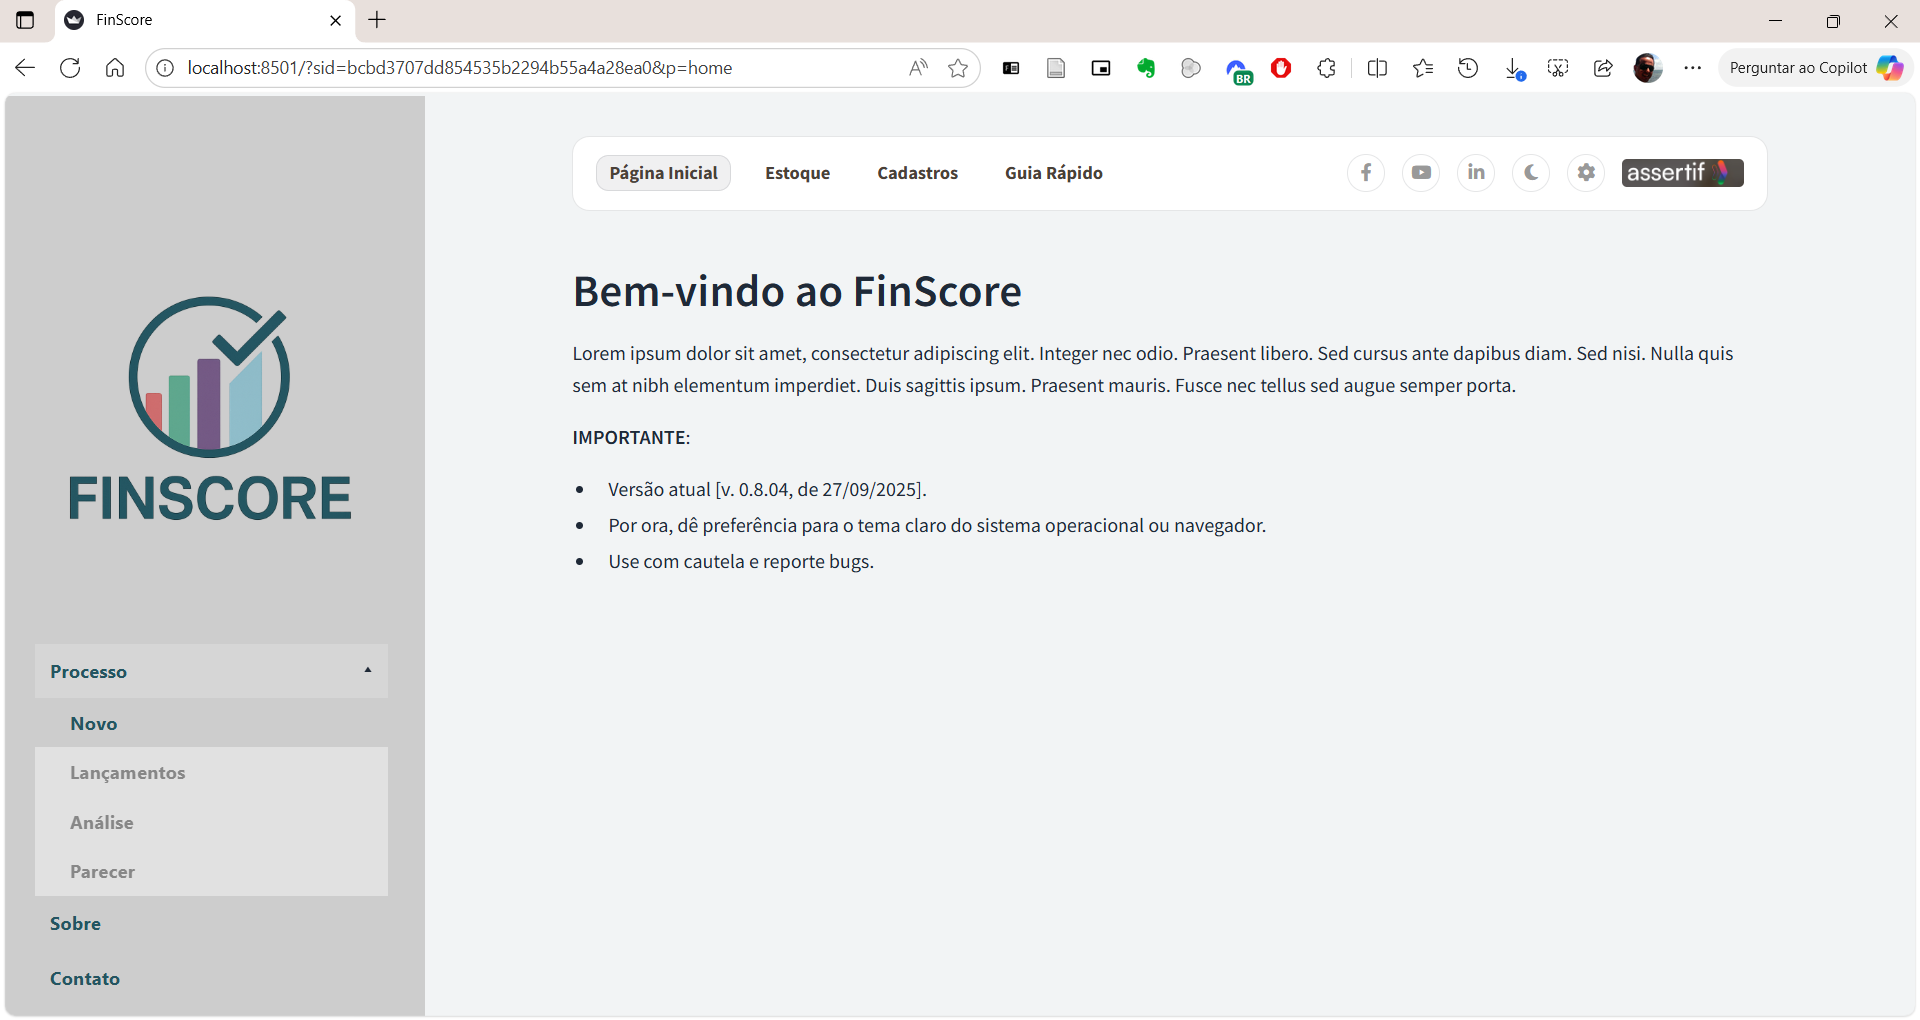 FinScore
localhost:8501/?sid=bcbd3707dd854535b2294b55a4a28ea0&p=home
BR
Perguntar ao Copilot
Página Inicial
Estoque
Cadastros
Guia Rápido
assertif
Bem-vindo ao FinScore
Lorem ipsum dolor sit amet, consectetur adipiscing elit. Integer nec odio. Praesent libero. Sed cursus ante dapibus diam. Sed nisi. Nulla quis
sem at nibh elementum imperdiet. Duis sagittis ipsum. Praesent mauris. Fusce nec tellus sed augue semper porta.
IMPORTANTE:
• Versão atual [v. 0.8.04, de 27/09/2025].
• Por ora, dê preferência para o tema claro do sistema operacional ou navegador.
• Use com cautela e reporte bugs.
FINSCORE
Processo
Novo
Lançamentos
Análise
Parecer
Sobre
Contato